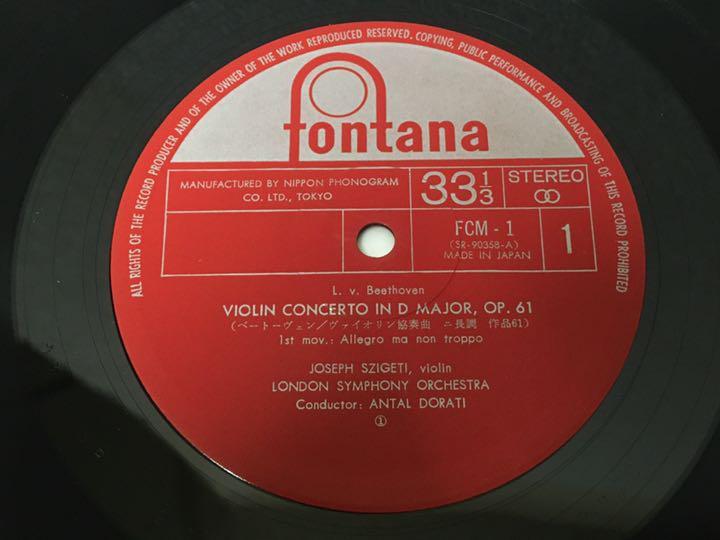 ALL RIGHTS OF THE RECORD PRODUCER AND OF THE OWNER OF THE WORK REPRODUCED RESERVED. COPYING, PUBLIC PERFORMANCE AND BROADCASTING OF THIS RECORD PROHIBITED
fontana
MANUFACTURED BY NIPPON PHONOGRAM
CO. LTD., TOKYO
33 1/3
STEREO
FCM - 1
(SR-90358-A)
MADE IN JAPAN
1
L. v. Beethoven
VIOLIN CONCERTO IN D MAJOR, OP. 61
(ベートーヴェン/ヴァイオリン協奏曲 ニ長調 作品61)
1st mov.: Allegro ma non troppo
JOSEPH SZIGETI, violin
LONDON SYMPHONY ORCHESTRA
Conductor: ANTAL DORATI
①